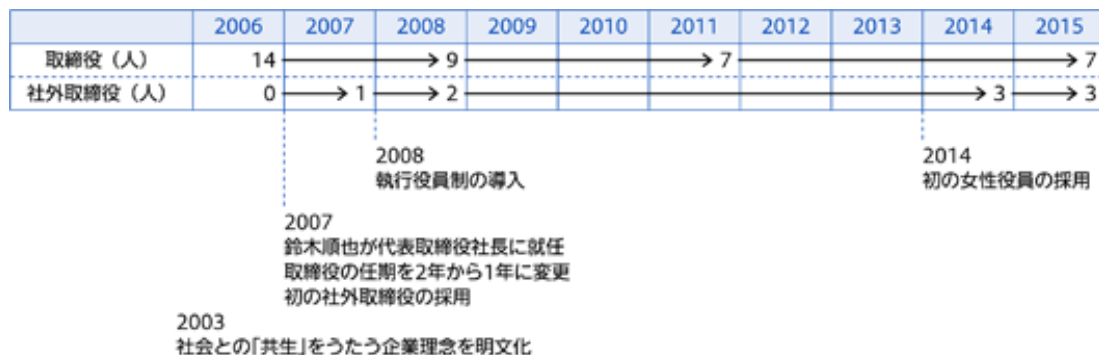 2006 2007 2008 2009 2010 2011 2012 2013 2014 2015
取締役（人） 14 9 7 7
社外取締役（人） 0 1 2 3 3
2008
執行役員制の導入
2014
初の女性役員の採用
2007
鈴木順也が代表取締役社長に就任
取締役の任期を2年から1年に変更
初の社外取締役の採用
2003
社会との「共生」をうたう企業理念を明文化